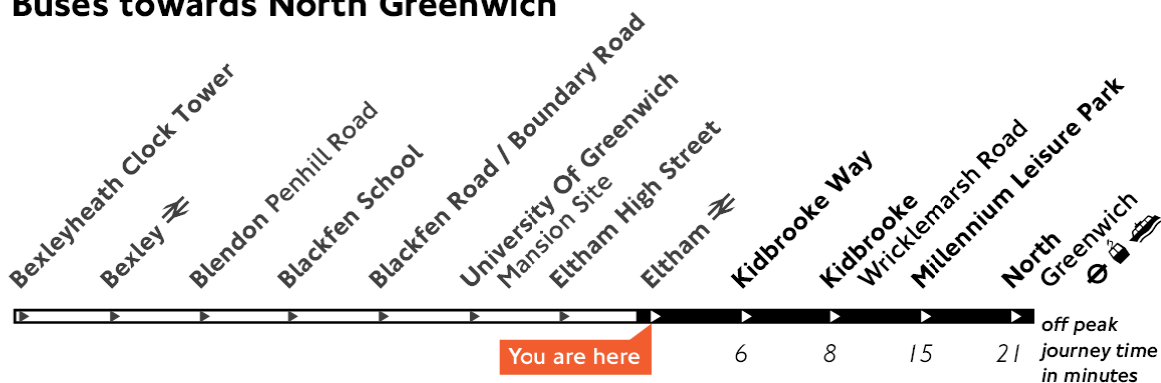 Buses towards North Greenwich
Bexleyheath Clock Tower
Bexley
Blendon Penhill Road
Blackfen School
Blackfen Road / Boundary Road
University Of Greenwich
Mansion Site
Eltham High Street
Eltham
Kidbrooke Way
Kidbrooke
Wricklemarsh Road
Millennium Leisure Park
North
Greenwich
You are here
6
8
15
21
off peak
journey time
in minutes